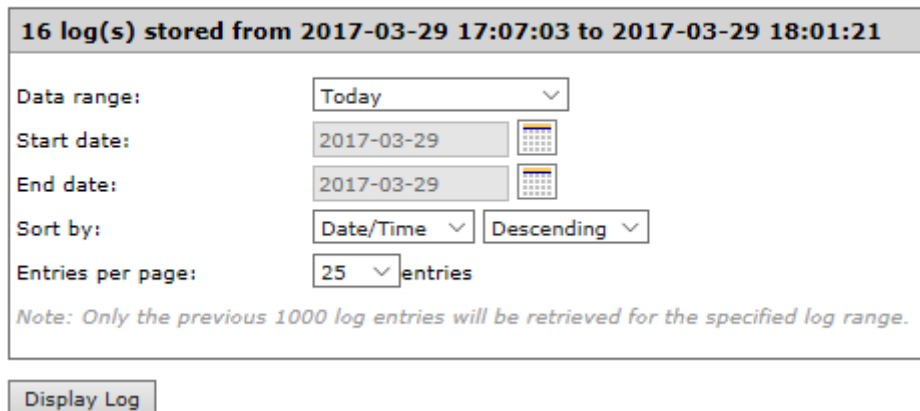 16 log(s) stored from 2017-03-29 17:07:03 to 2017-03-29 18:01:21
Data range: Today
Start date: 2017-03-29
End date: 2017-03-29
Sort by: Date/Time Descending
Entries per page: 25 entries
Note: Only the previous 1000 log entries will be retrieved for the specified log range.
Display Log